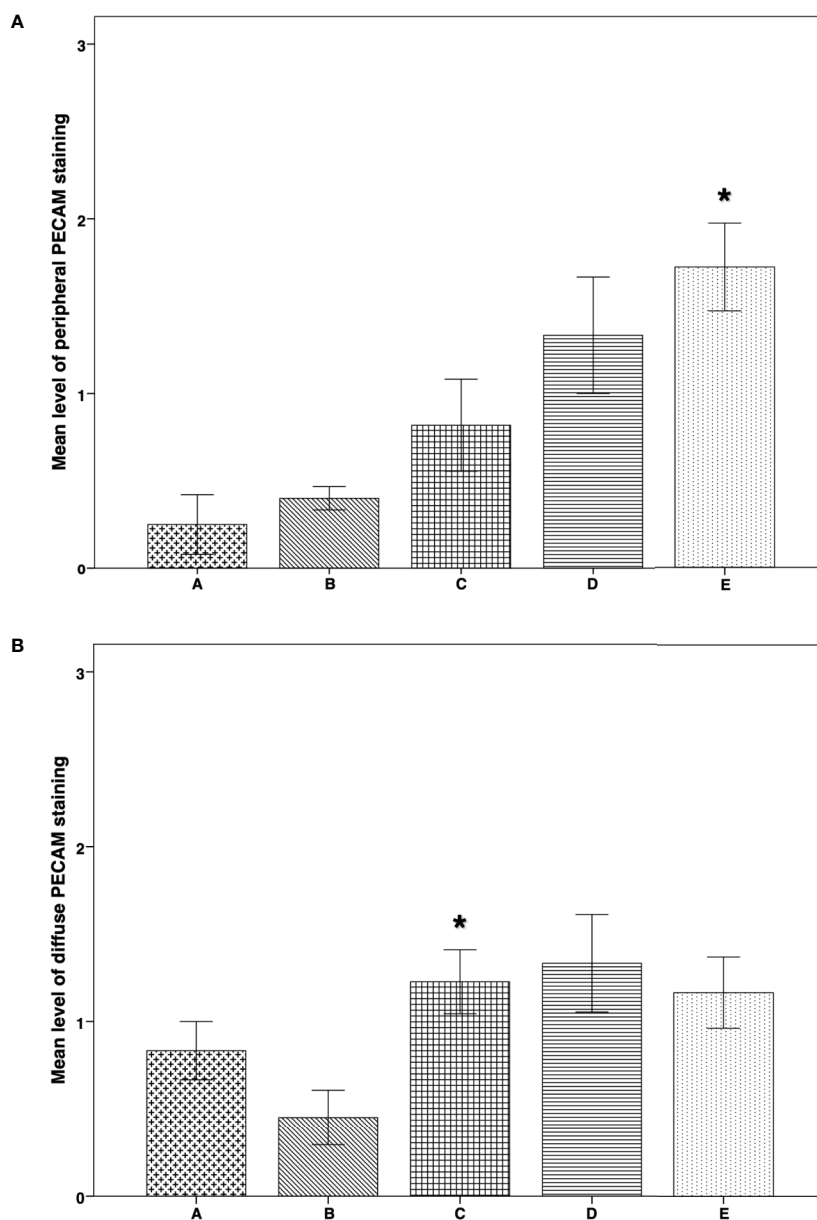 A
Mean level of peripheral PECAM staining
3
2
*
1
0
A B C D E
B
Mean level of diffuse PECAM staining
3
2
*
1
0
A B C D E